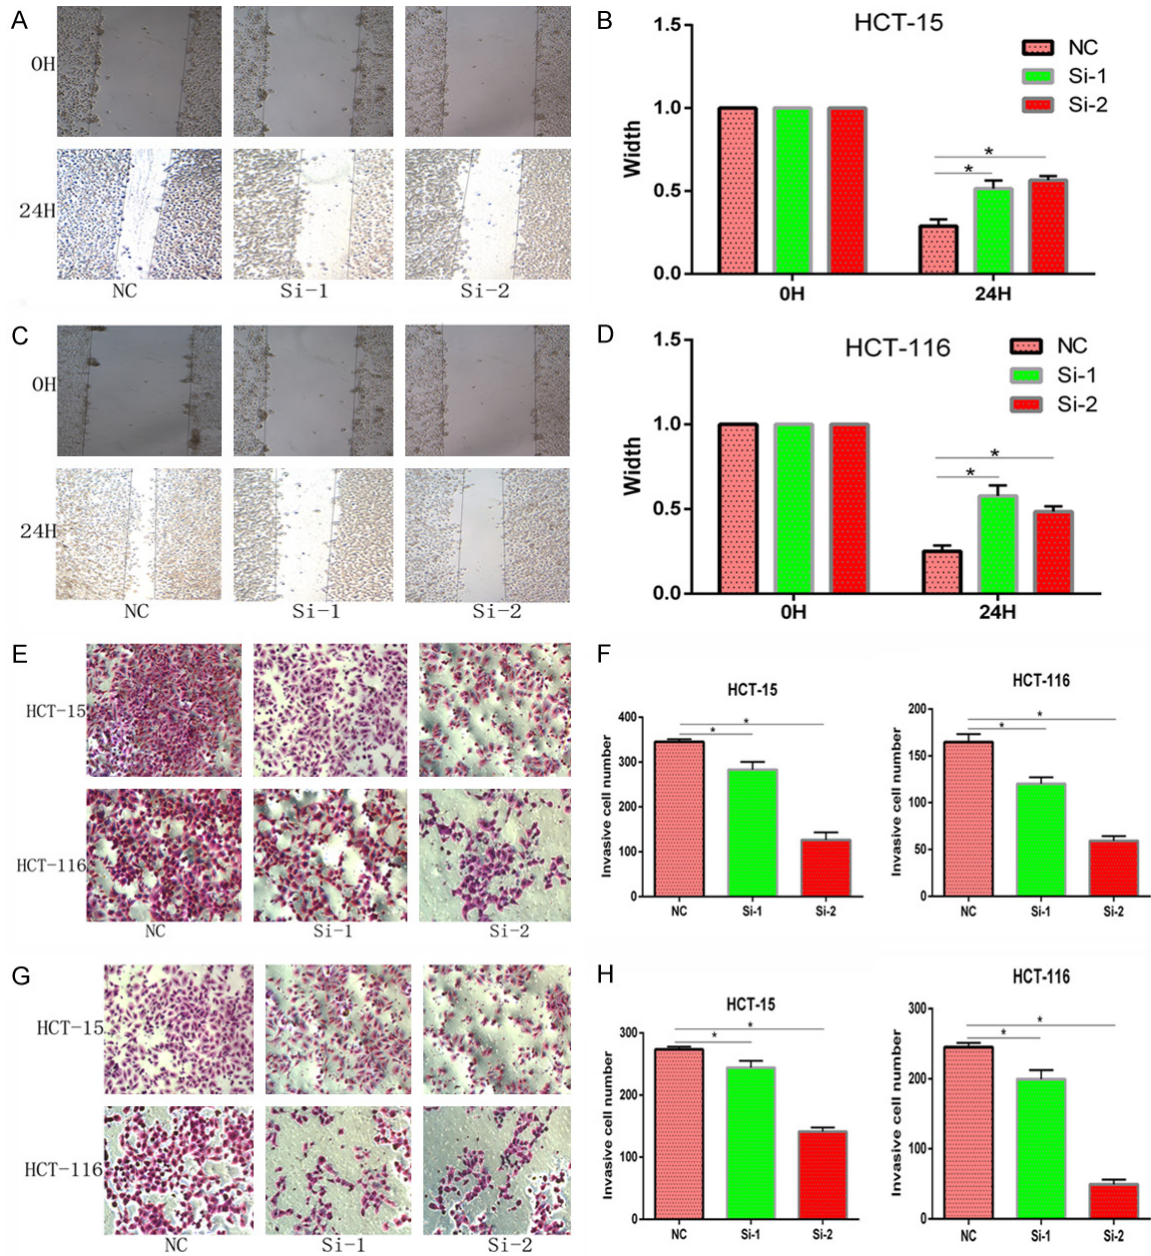 A
0H
24H
NC Si-1 Si-2
B
HCT-15
NC
Si-1
Si-2
Width
1.5
1.0
0.5
0.0
* *
0H 24H
C
0H
24H
NC Si-1 Si-2
D
HCT-116
NC
Si-1
Si-2
Width
1.5
1.0
0.5
0.0
* *
0H 24H
E
HCT-15
HCT-116
NC Si-1 Si-2
F
HCT-15
Invasive cell number
400
300
200
100
0
* *
NC Si-1 Si-2
HCT-116
Invasive cell number
200
150
100
50
0
* *
NC Si-1 Si-2
G
HCT-15
HCT-116
NC Si-1 Si-2
H
HCT-15
Invasive cell number
300
200
100
0
* *
NC Si-1 Si-2
HCT-116
Invasive cell number
300
200
100
0
* *
NC Si-1 Si-2